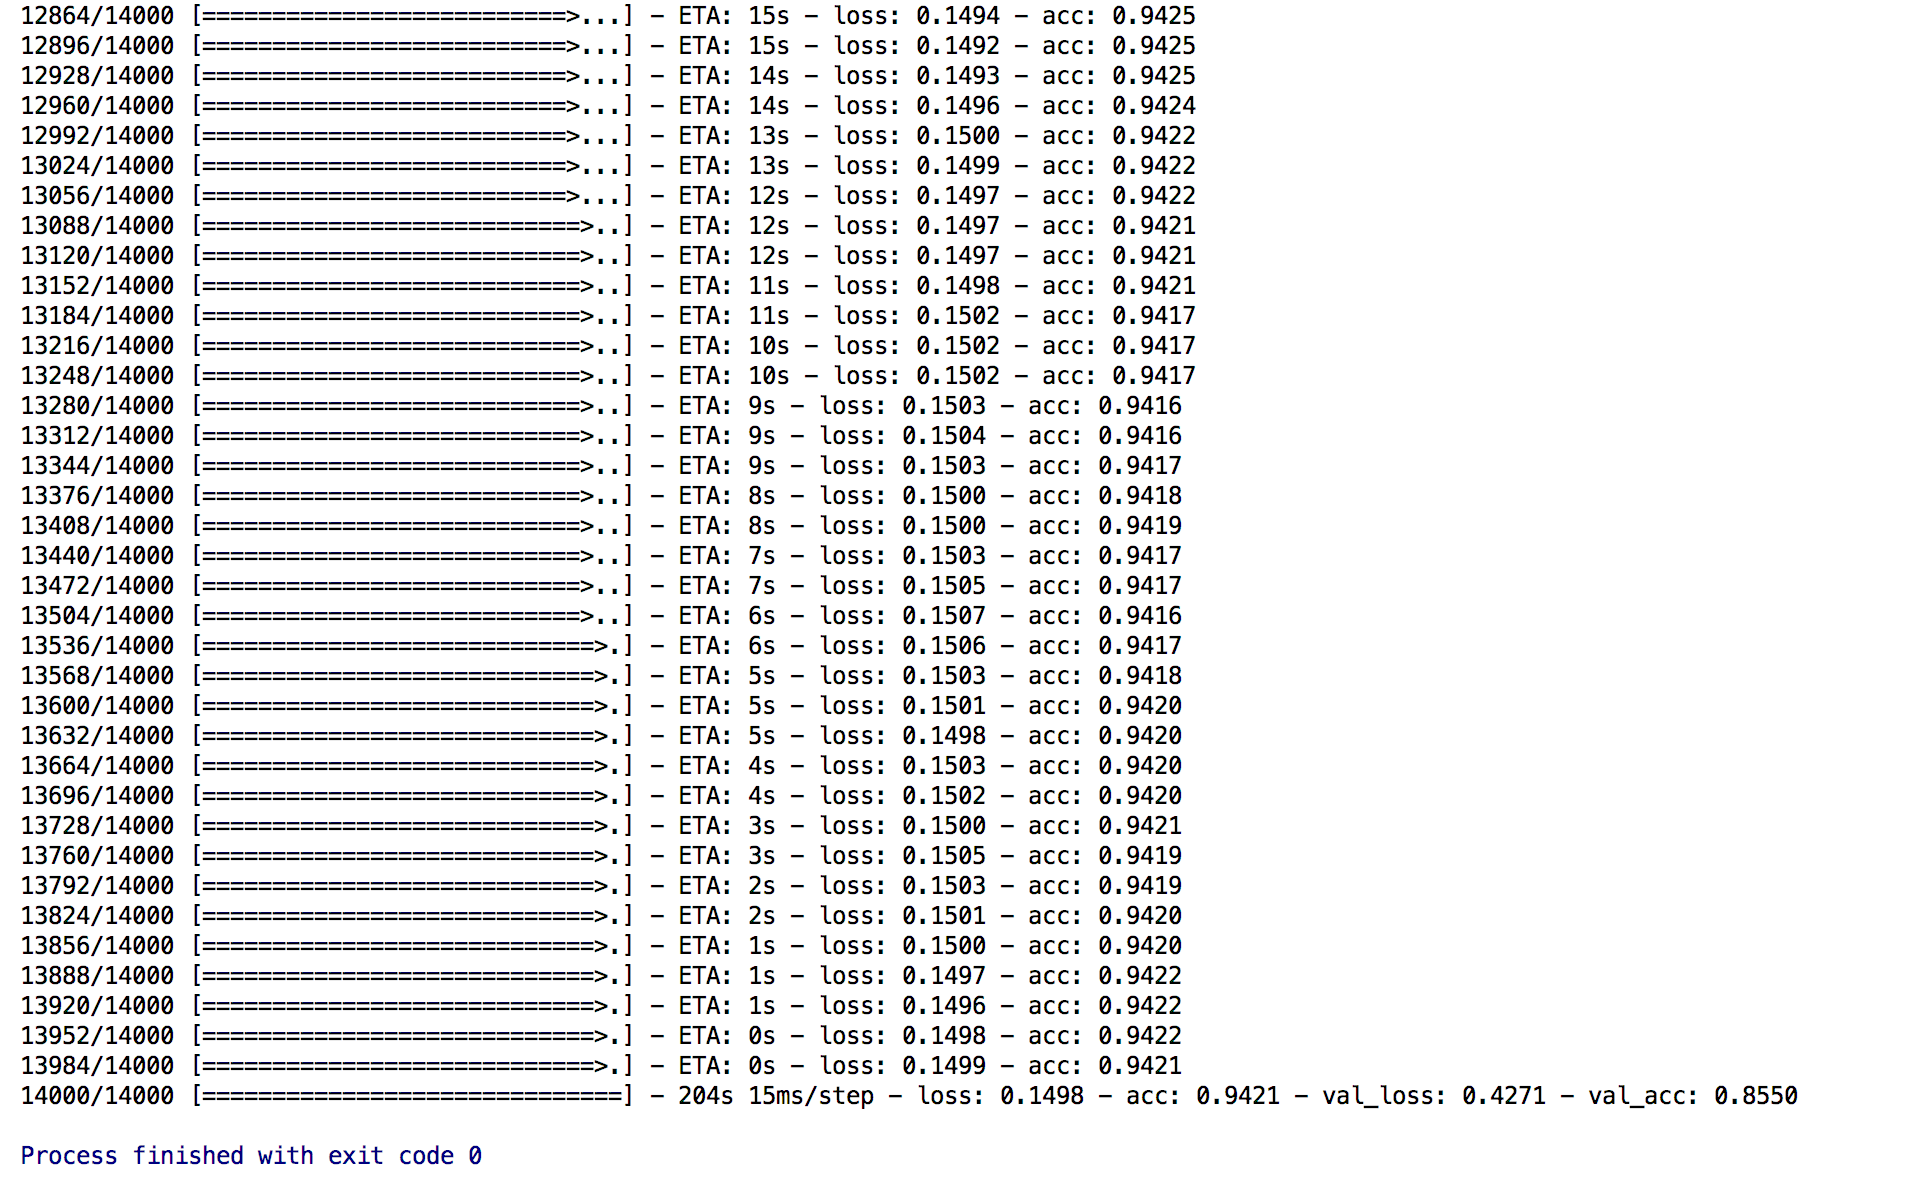 12864/14000 [==========================>...] - ETA: 15s - loss: 0.1494 - acc: 0.9425
12896/14000 [==========================>...] - ETA: 15s - loss: 0.1492 - acc: 0.9425
12928/14000 [==========================>...] - ETA: 14s - loss: 0.1493 - acc: 0.9425
12960/14000 [==========================>...] - ETA: 14s - loss: 0.1496 - acc: 0.9424
12992/14000 [==========================>...] - ETA: 13s - loss: 0.1500 - acc: 0.9422
13024/14000 [==========================>...] - ETA: 13s - loss: 0.1499 - acc: 0.9422
13056/14000 [==========================>...] - ETA: 12s - loss: 0.1497 - acc: 0.9422
13088/14000 [===========================>..] - ETA: 12s - loss: 0.1497 - acc: 0.9421
13120/14000 [===========================>..] - ETA: 12s - loss: 0.1497 - acc: 0.9421
13152/14000 [===========================>..] - ETA: 11s - loss: 0.1498 - acc: 0.9421
13184/14000 [===========================>..] - ETA: 11s - loss: 0.1502 - acc: 0.9417
13216/14000 [===========================>..] - ETA: 10s - loss: 0.1502 - acc: 0.9417
13248/14000 [===========================>..] - ETA: 10s - loss: 0.1502 - acc: 0.9417
13280/14000 [===========================>..] - ETA: 9s - loss: 0.1503 - acc: 0.9416
13312/14000 [===========================>..] - ETA: 9s - loss: 0.1504 - acc: 0.9416
13344/14000 [===========================>..] - ETA: 9s - loss: 0.1503 - acc: 0.9417
13376/14000 [===========================>..] - ETA: 8s - loss: 0.1500 - acc: 0.9418
13408/14000 [===========================>..] - ETA: 8s - loss: 0.1500 - acc: 0.9419
13440/14000 [===========================>..] - ETA: 7s - loss: 0.1503 - acc: 0.9417
13472/14000 [===========================>..] - ETA: 7s - loss: 0.1505 - acc: 0.9417
13504/14000 [===========================>..] - ETA: 6s - loss: 0.1507 - acc: 0.9416
13536/14000 [============================>.] - ETA: 6s - loss: 0.1506 - acc: 0.9417
13568/14000 [============================>.] - ETA: 5s - loss: 0.1503 - acc: 0.9418
13600/14000 [============================>.] - ETA: 5s - loss: 0.1501 - acc: 0.9420
13632/14000 [============================>.] - ETA: 5s - loss: 0.1498 - acc: 0.9420
13664/14000 [============================>.] - ETA: 4s - loss: 0.1503 - acc: 0.9420
13696/14000 [============================>.] - ETA: 4s - loss: 0.1502 - acc: 0.9420
13728/14000 [============================>.] - ETA: 3s - loss: 0.1500 - acc: 0.9421
13760/14000 [============================>.] - ETA: 3s - loss: 0.1505 - acc: 0.9419
13792/14000 [============================>.] - ETA: 2s - loss: 0.1503 - acc: 0.9419
13824/14000 [============================>.] - ETA: 2s - loss: 0.1501 - acc: 0.9420
13856/14000 [============================>.] - ETA: 1s - loss: 0.1500 - acc: 0.9420
13888/14000 [============================>.] - ETA: 1s - loss: 0.1497 - acc: 0.9422
13920/14000 [============================>.] - ETA: 1s - loss: 0.1496 - acc: 0.9422
13952/14000 [============================>.] - ETA: 0s - loss: 0.1498 - acc: 0.9422
13984/14000 [============================>.] - ETA: 0s - loss: 0.1499 - acc: 0.9421
14000/14000 [==============================] - 204s 15ms/step - loss: 0.1498 - acc: 0.9421 - val_loss: 0.4271 - val_acc: 0.8550
Process finished with exit code 0